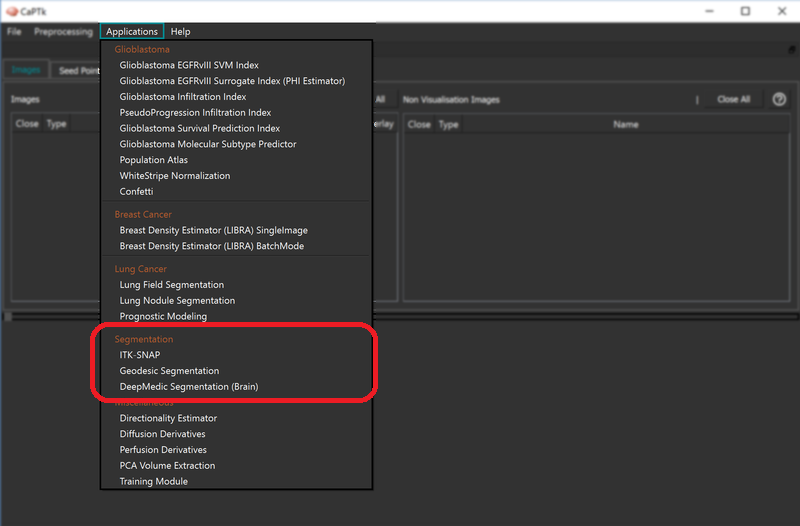 CaPTk
File Preprocessing Applications Help
Images Seed Point
Images All Non Visualisation Images | Close All ?
Close Type erlay Close Type Name
Glioblastoma
Glioblastoma EGFRvIII SVM Index
Glioblastoma EGFRvIII Surrogate Index (PHI Estimator)
Glioblastoma Infiltration Index
PseudoProgression Infiltration Index
Glioblastoma Survival Prediction Index
Glioblastoma Molecular Subtype Predictor
Population Atlas
WhiteStripe Normalization
Confetti
Breast Cancer
Breast Density Estimator (LIBRA) SingleImage
Breast Density Estimator (LIBRA) BatchMode
Lung Cancer
Lung Field Segmentation
Lung Nodule Segmentation
Prognostic Modeling
Segmentation
ITK-SNAP
Geodesic Segmentation
DeepMedic Segmentation (Brain)
Miscellaneous
Directionality Estimator
Diffusion Derivatives
Perfusion Derivatives
PCA Volume Extraction
Training Module